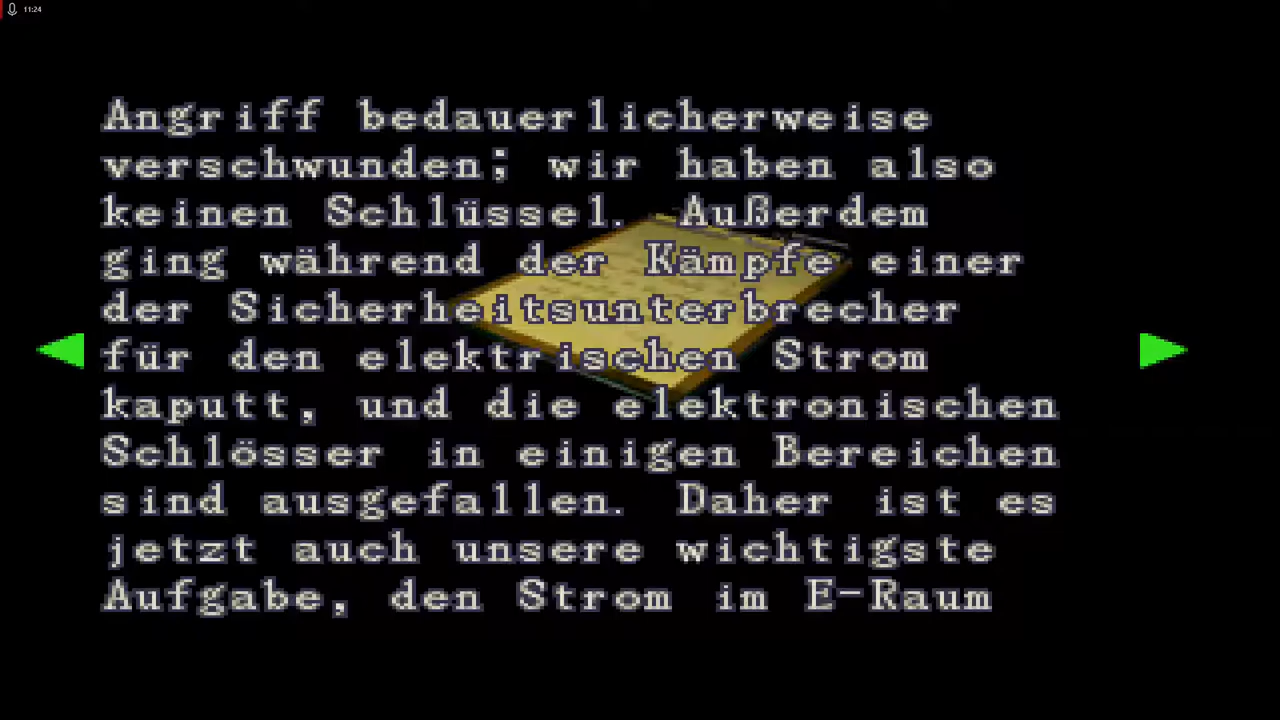 11:24
Angriff bedauerlicherweise
verschwunden; wir haben also
keinen Schlüssel. Außerdem
ging während der Kämpfe einer
der Sicherheitsunterbrecher
für den elektrischen Strom
kaputt, und die elektronischen
Schlösser in einigen Bereichen
sind ausgefallen. Daher ist es
jetzt auch unsere wichtigste
Aufgabe, den Strom im E-Raum